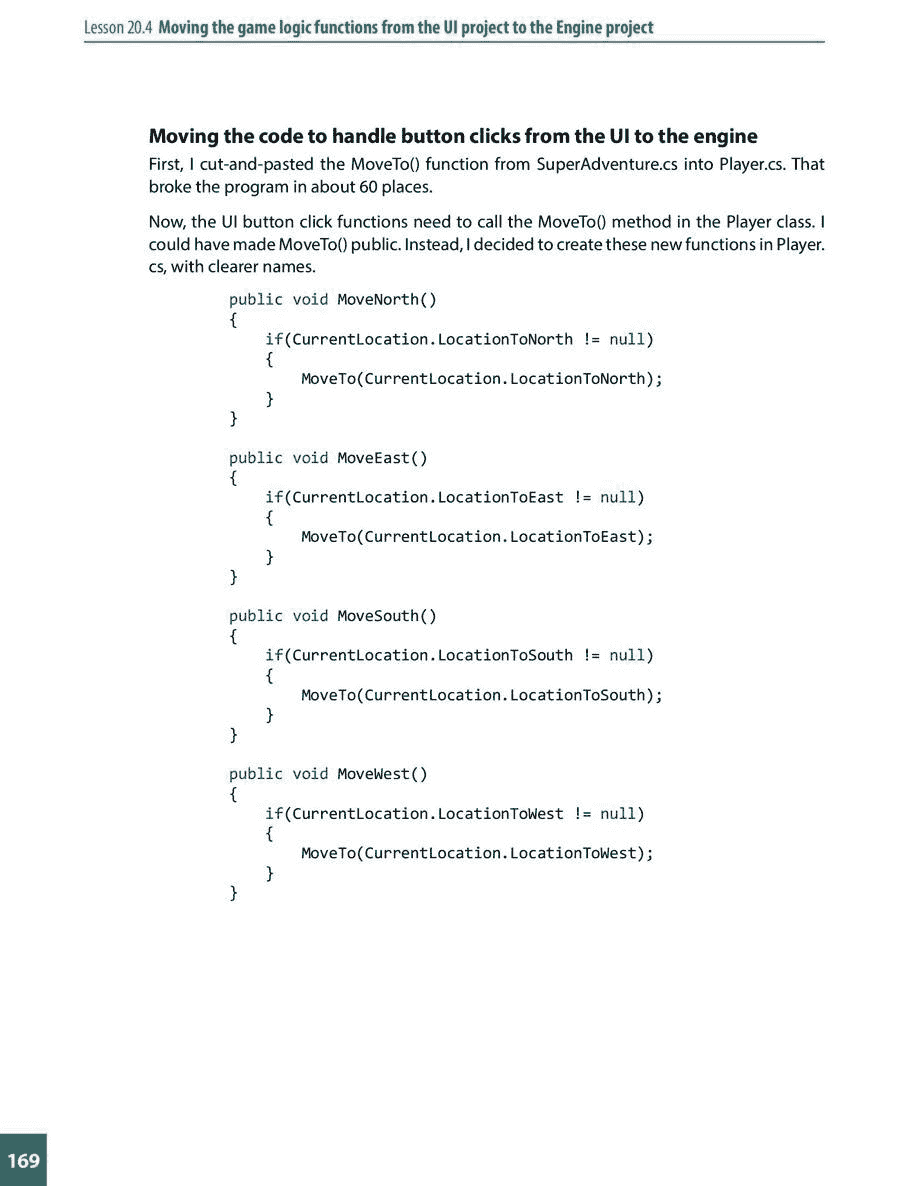 Lesson 20.4 Moving the game logic functions from the UI project to the Engine project
Moving the code to handle button clicks from the UI to the engine
First, I cut-and-pasted the MoveTo() function from SuperAdventure.cs into Player.cs. That
broke the program in about 60 places.
Now, the UI button click functions need to call the MoveTo() method in the Player class. I
could have made MoveTo() public. Instead, I decided to create these new functions in Player.
cs, with clearer names.
public void MoveNorth()
{
    if(CurrentLocation.LocationToNorth != null)
    {
        MoveTo(CurrentLocation.LocationToNorth);
    }
}
public void MoveEast()
{
    if(CurrentLocation.LocationToEast != null)
    {
        MoveTo(CurrentLocation.LocationToEast);
    }
}
public void MoveSouth()
{
    if(CurrentLocation.LocationToSouth != null)
    {
        MoveTo(CurrentLocation.LocationToSouth);
    }
}
public void MoveWest()
{
    if(CurrentLocation.LocationToWest != null)
    {
        MoveTo(CurrentLocation.LocationToWest);
    }
}
169